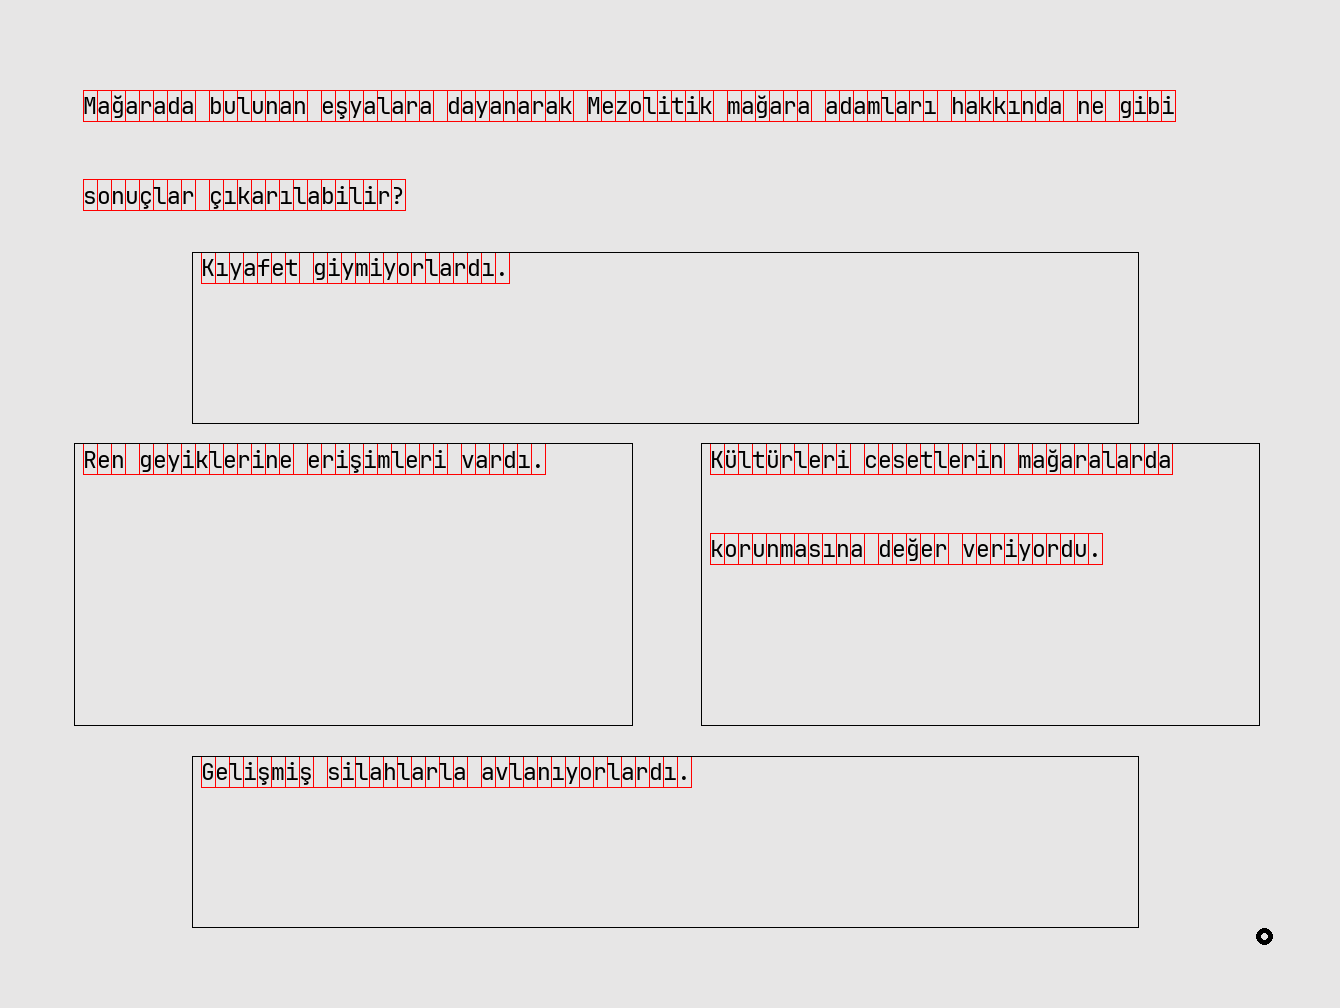 Mağarada bulunan eşyalara dayanarak Mezolitik mağara adamları hakkında ne gibi
sonuçlar çıkarılabilir?
Kıyafet giymiyorlardı.
Ren geyiklerine erişimleri vardı.
Kültürleri cesetlerin mağaralarda
korunmasına değer veriyordu.
Gelişmiş silahlarla avlanıyorlardı.